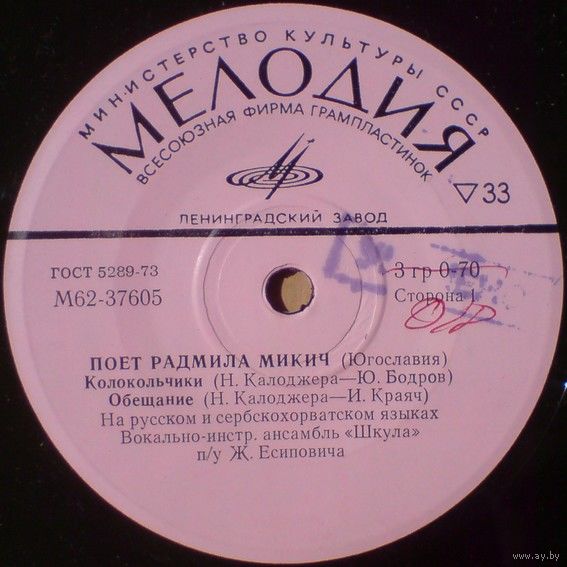 МИНИСТЕРСТВО КУЛЬТУРЫ СССР
МЕЛОДИЯ
ВСЕСОЮЗНАЯ ФИРМА ГРАМПЛАСТИНОК
33
ЛЕНИНГРАДСКИЙ ЗАВОД
ГОСТ 5289-73
3 гр 0-70
М62-37605
Сторона 1
ПОЕТ РАДМИЛА МИКИЧ (Югославия)
Колокольчики (Н. Калоджера—Ю. Бодров)
Обещание (Н. Калоджера—И. Краяч)
На русском и сербскохорватском языках
Вокально-инстр. ансамбль «Шкула»
п/у Ж. Есиповича
www.ay.by